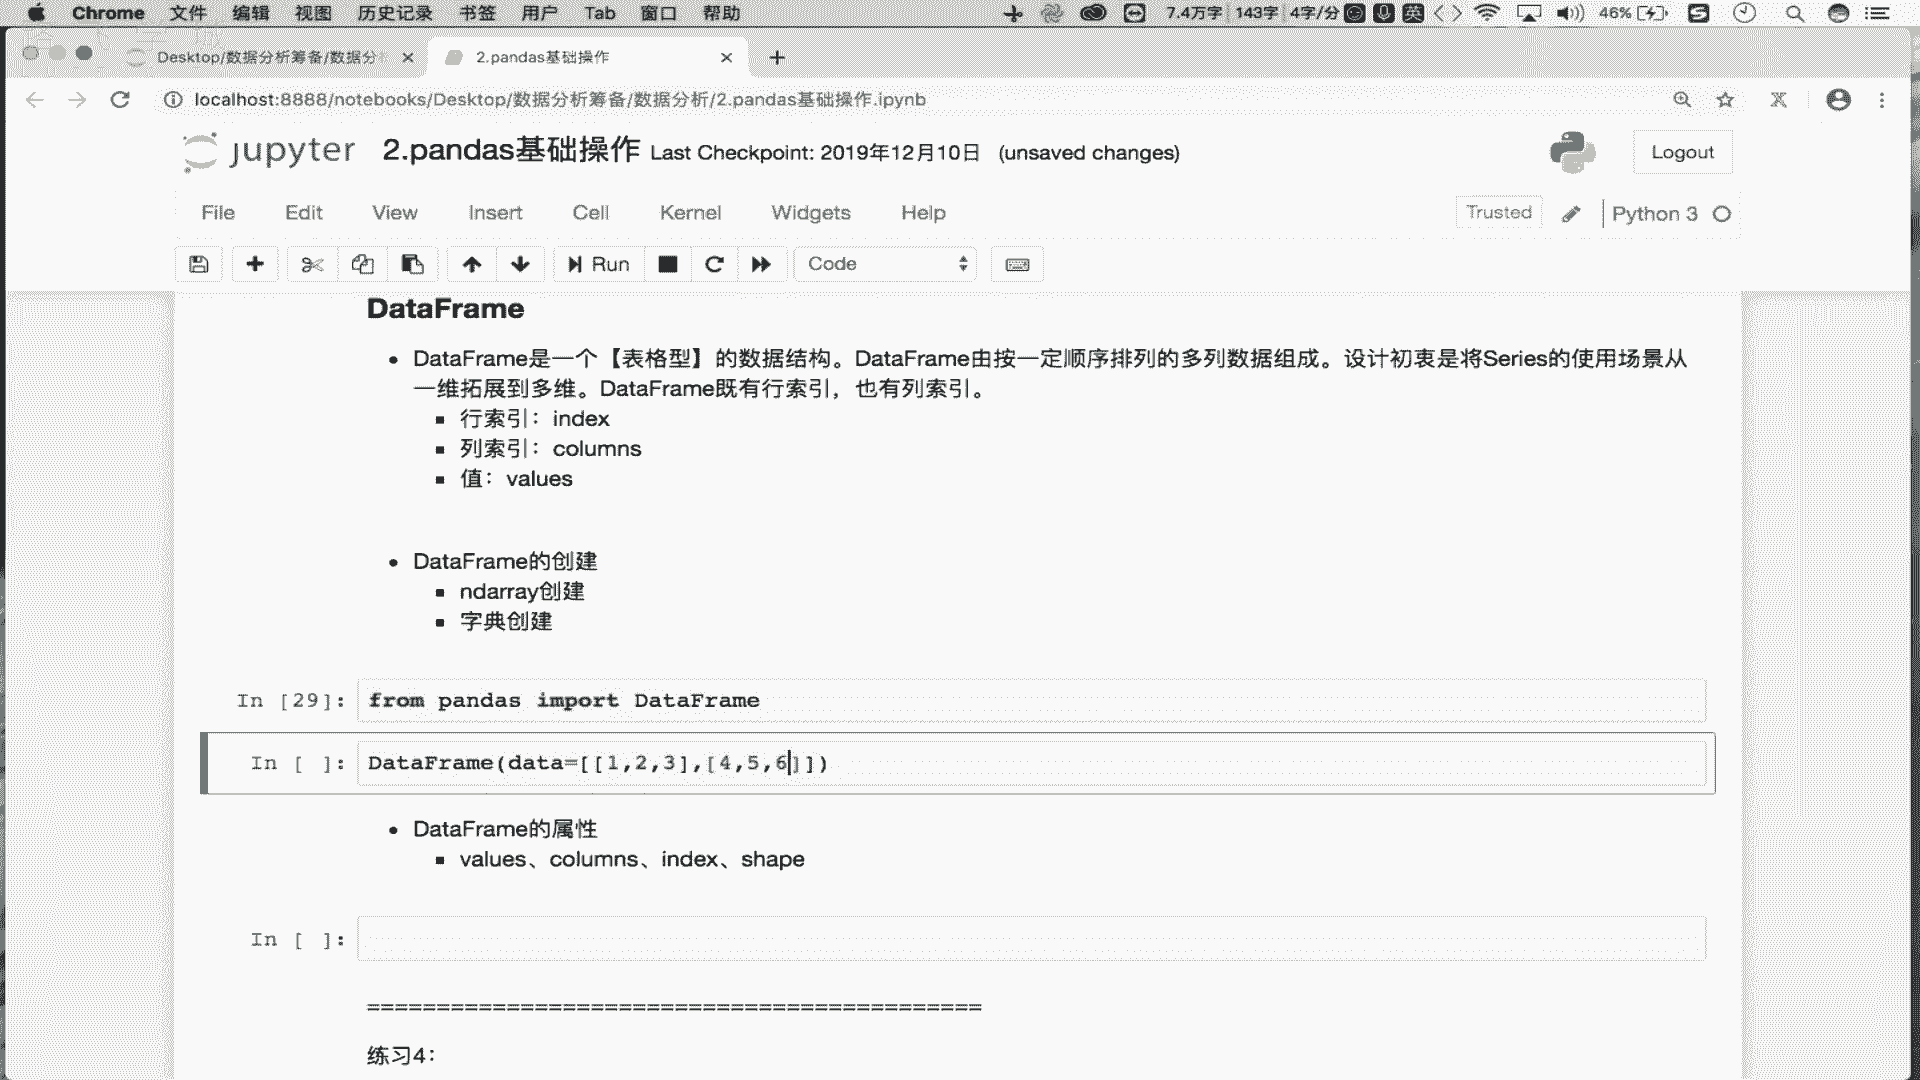 Chrome 文件 编辑 视图 历史记录 书签 用户 Tab 窗口 帮助 7.4万字 143字 4字/分 英 46%
Desktop/数据分析筹备/数据分 2.pandas基础操作
localhost:8888/notebooks/Desktop/数据分析筹备/数据分析/2.pandas基础操作.ipynb
jupyter 2.pandas基础操作 Last Checkpoint: 2019年12月10日 (unsaved changes) Logout
File Edit View Insert Cell Kernel Widgets Help Trusted Python 3
Run Code
DataFrame
DataFrame是一个【表格型】的数据结构。DataFrame由按一定顺序排列的多列数据组成。设计初衷是将Series的使用场景从
一维拓展到多维。DataFrame既有行索引，也有列索引。
行索引：index
列索引：columns
值：values
DataFrame的创建
ndarray创建
字典创建
In [29]: from pandas import DataFrame
In [ ]: DataFrame(data=[[1,2,3],[4,5,6]])
DataFrame的属性
values、columns、index、shape
In [ ]:
============================================
练习4：